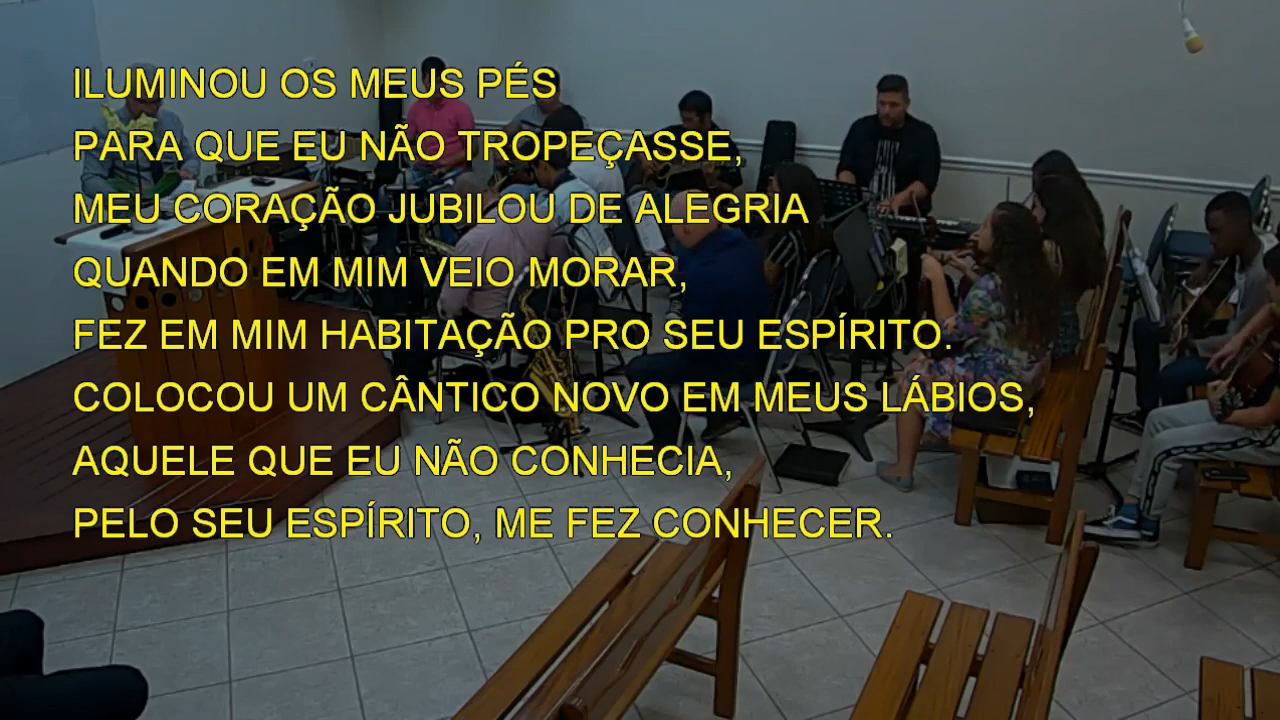 ILUMINOU OS MEUS PÉS
PARA QUE EU NÃO TROPEÇASSE,
MEU CORAÇÃO JUBILOU DE ALEGRIA
QUANDO EM MIM VEIO MORAR,
FEZ EM MIM HABITAÇÃO PRO SEU ESPÍRITO.
COLOCOU UM CÂNTICO NOVO EM MEUS LÁBIOS,
AQUELE QUE EU NÃO CONHECIA,
PELO SEU ESPÍRITO, ME FEZ CONHECER.